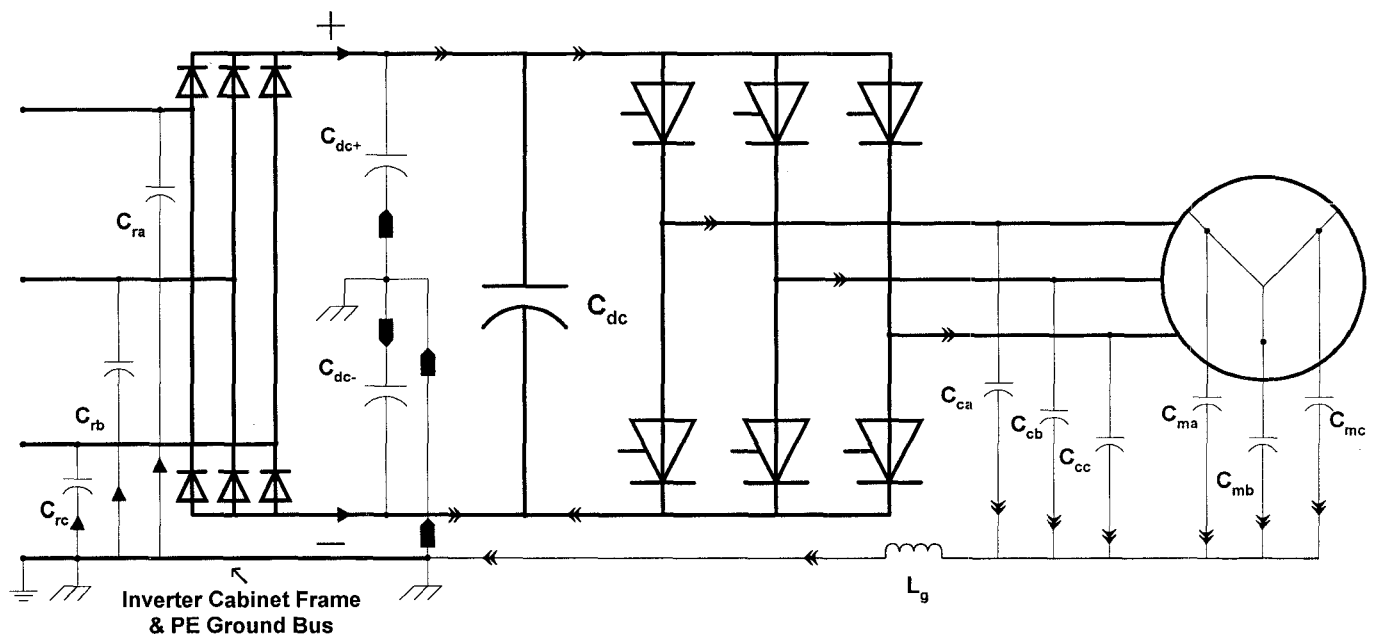 +
C_dc+
C_ra
C_dc
C_dc-
C_rb
C_ca
C_cb
C_cc
C_ma
C_mb
C_mc
C_rc
—
L_g
Inverter Cabinet Frame
& PE Ground Bus